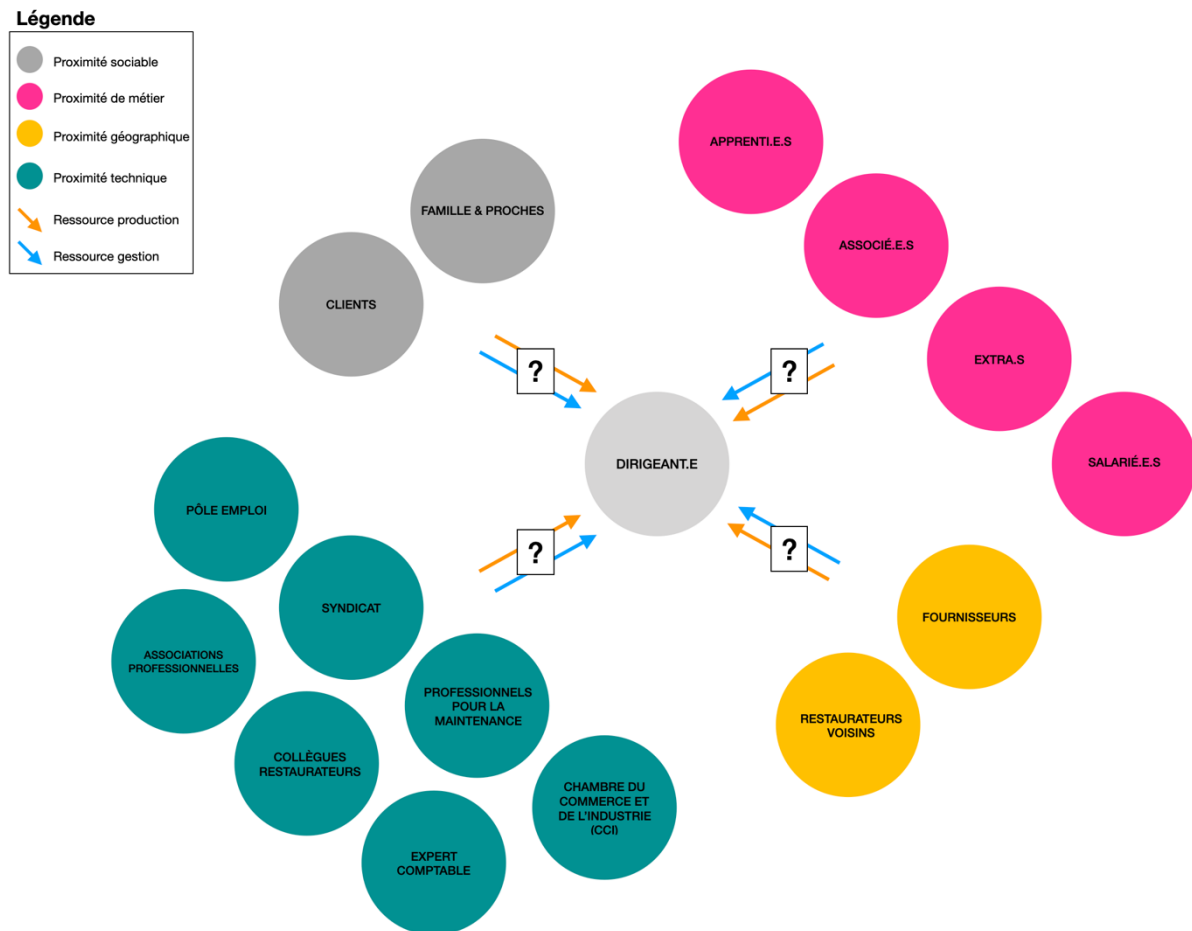 Légende
Proximité sociable
Proximité de métier
Proximité géographique
Proximité technique
Ressource production
Ressource gestion
APPRENTI.E.S
FAMILLE & PROCHES
ASSOCIÉ.E.S
CLIENTS
EXTRA.S
?
?
DIRIGEANT.E
SALARIÉ.E.S
PÔLE EMPLOI
?
?
SYNDICAT
FOURNISSEURS
ASSOCIATIONS
PROFESSIONNELLES
PROFESSIONNELS
POUR LA
MAINTENANCE
RESTAURATEURS
VOISINS
COLLÈGUES
RESTAURATEURS
CHAMBRE DU
COMMERCE ET
DE L'INDUSTRIE
(CCI)
EXPERT
COMPTABLE